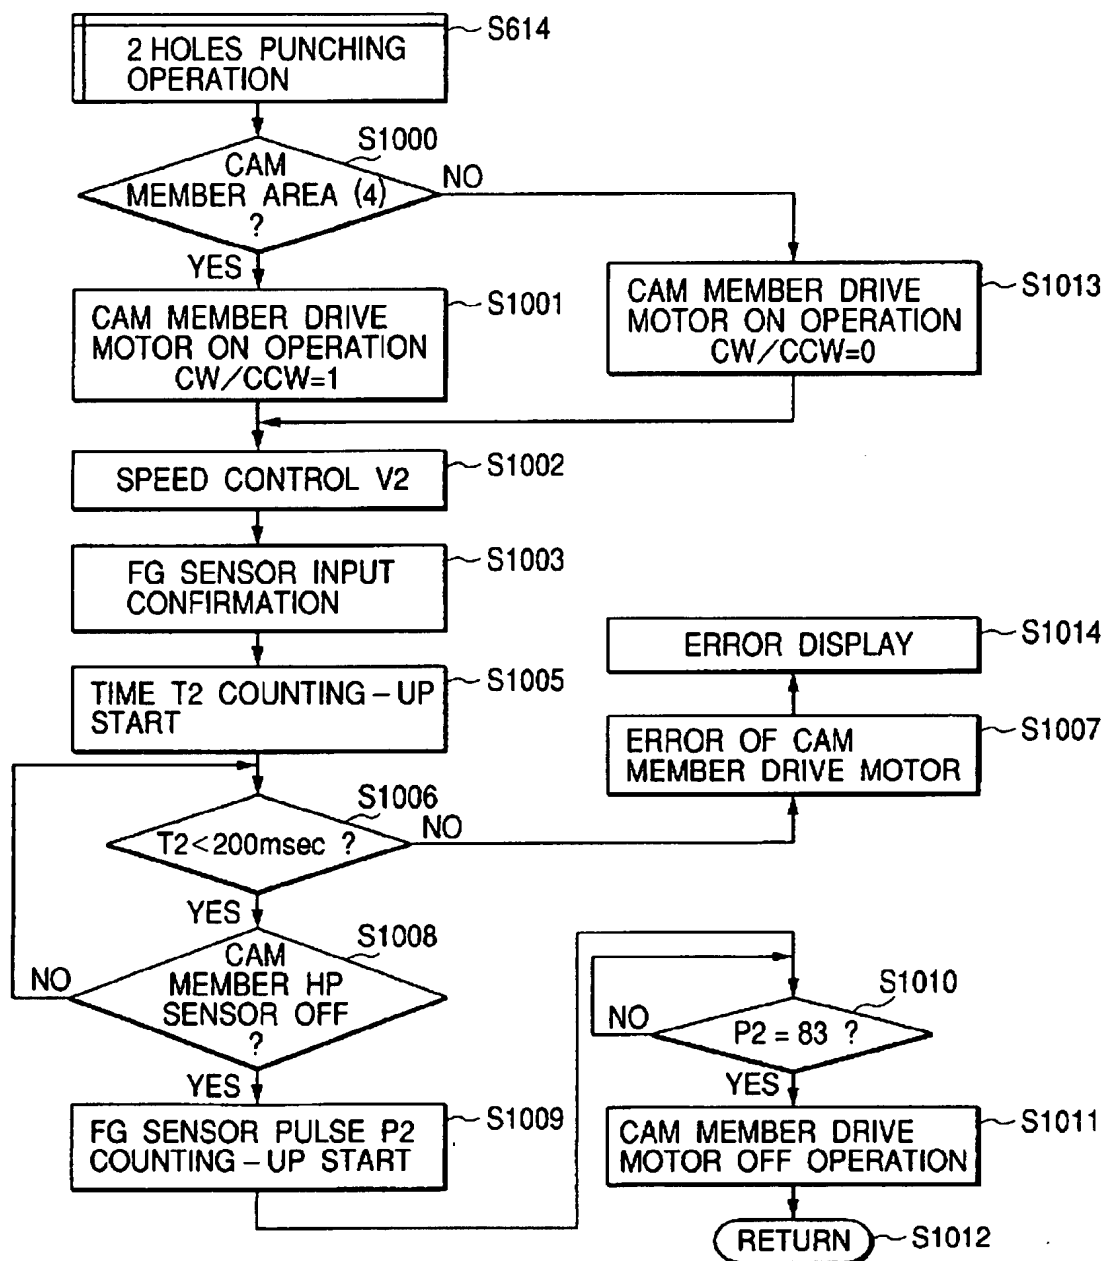 2 HOLES PUNCHING
OPERATION
S614
CAM
MEMBER AREA (4)
?
S1000
NO
YES
CAM MEMBER DRIVE
MOTOR ON OPERATION
CW/CCW=1
S1001
CAM MEMBER DRIVE
MOTOR ON OPERATION
CW/CCW=0
S1013
SPEED CONTROL V2
S1002
FG SENSOR INPUT
CONFIRMATION
S1003
TIME T2 COUNTING-UP
START
S1005
ERROR DISPLAY
S1014
ERROR OF CAM
MEMBER DRIVE MOTOR
S1007
T2<200msec ?
S1006
NO
YES
CAM
MEMBER HP
SENSOR OFF
?
S1008
NO
YES
FG SENSOR PULSE P2
COUNTING-UP START
S1009
P2 = 83 ?
S1010
NO
YES
CAM MEMBER DRIVE
MOTOR OFF OPERATION
S1011
RETURN
S1012